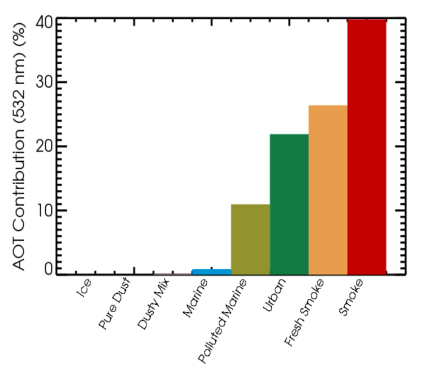 AOT Contribution (532 nm) (%)
40
30
20
10
0
Ice
Pure Dust
Dusty Mix
Marine
Polluted Marine
Urban
Fresh Smoke
Smoke